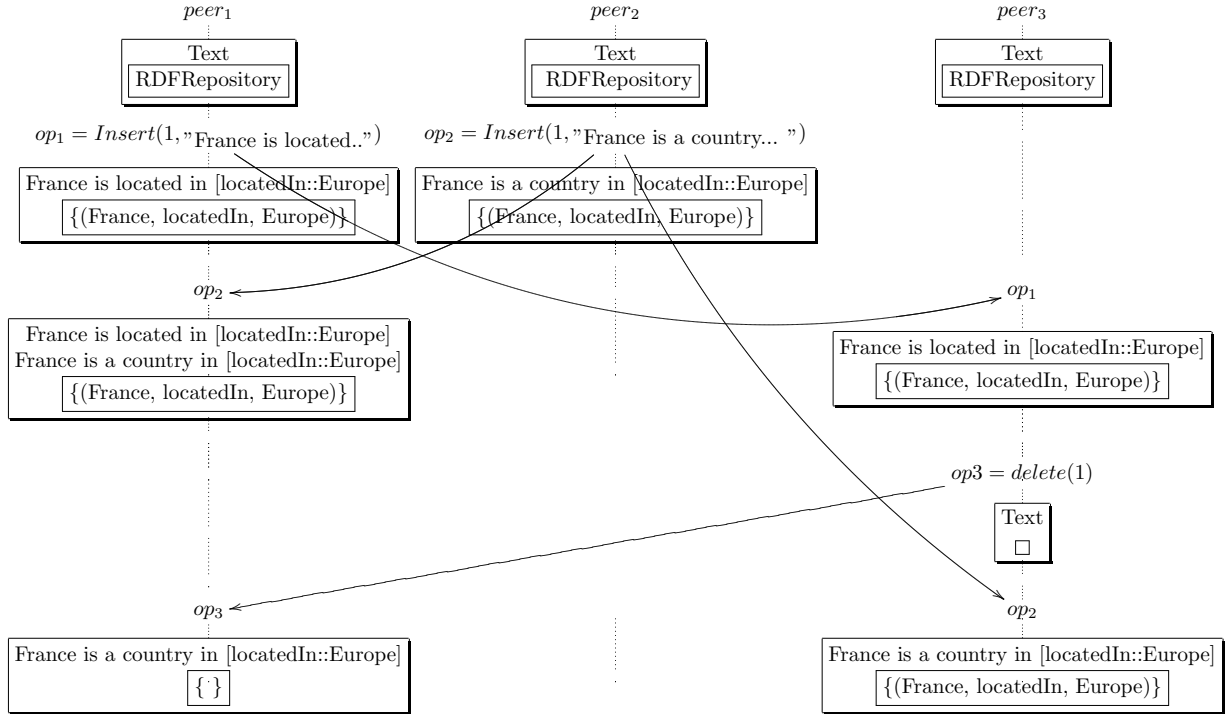 peer₁ peer₂ peer₃
Text Text Text
RDFRepository RDFRepository RDFRepository
op₁ = Insert(1, ”France is located..”) op₂ = Insert(1, ”France is a country... ”)
France is located in [locatedIn::Europe] France is a country in [locatedIn::Europe]
{(France, locatedIn, Europe)} {(France, locatedIn, Europe)}
op₂ op₁
France is located in [locatedIn::Europe]
France is a country in [locatedIn::Europe]
{(France, locatedIn, Europe)}
France is located in [locatedIn::Europe]
{(France, locatedIn, Europe)}
op3 = delete(1)
Text
op₃ op₂
France is a country in [locatedIn::Europe] France is a country in [locatedIn::Europe]
{ } {(France, locatedIn, Europe)}